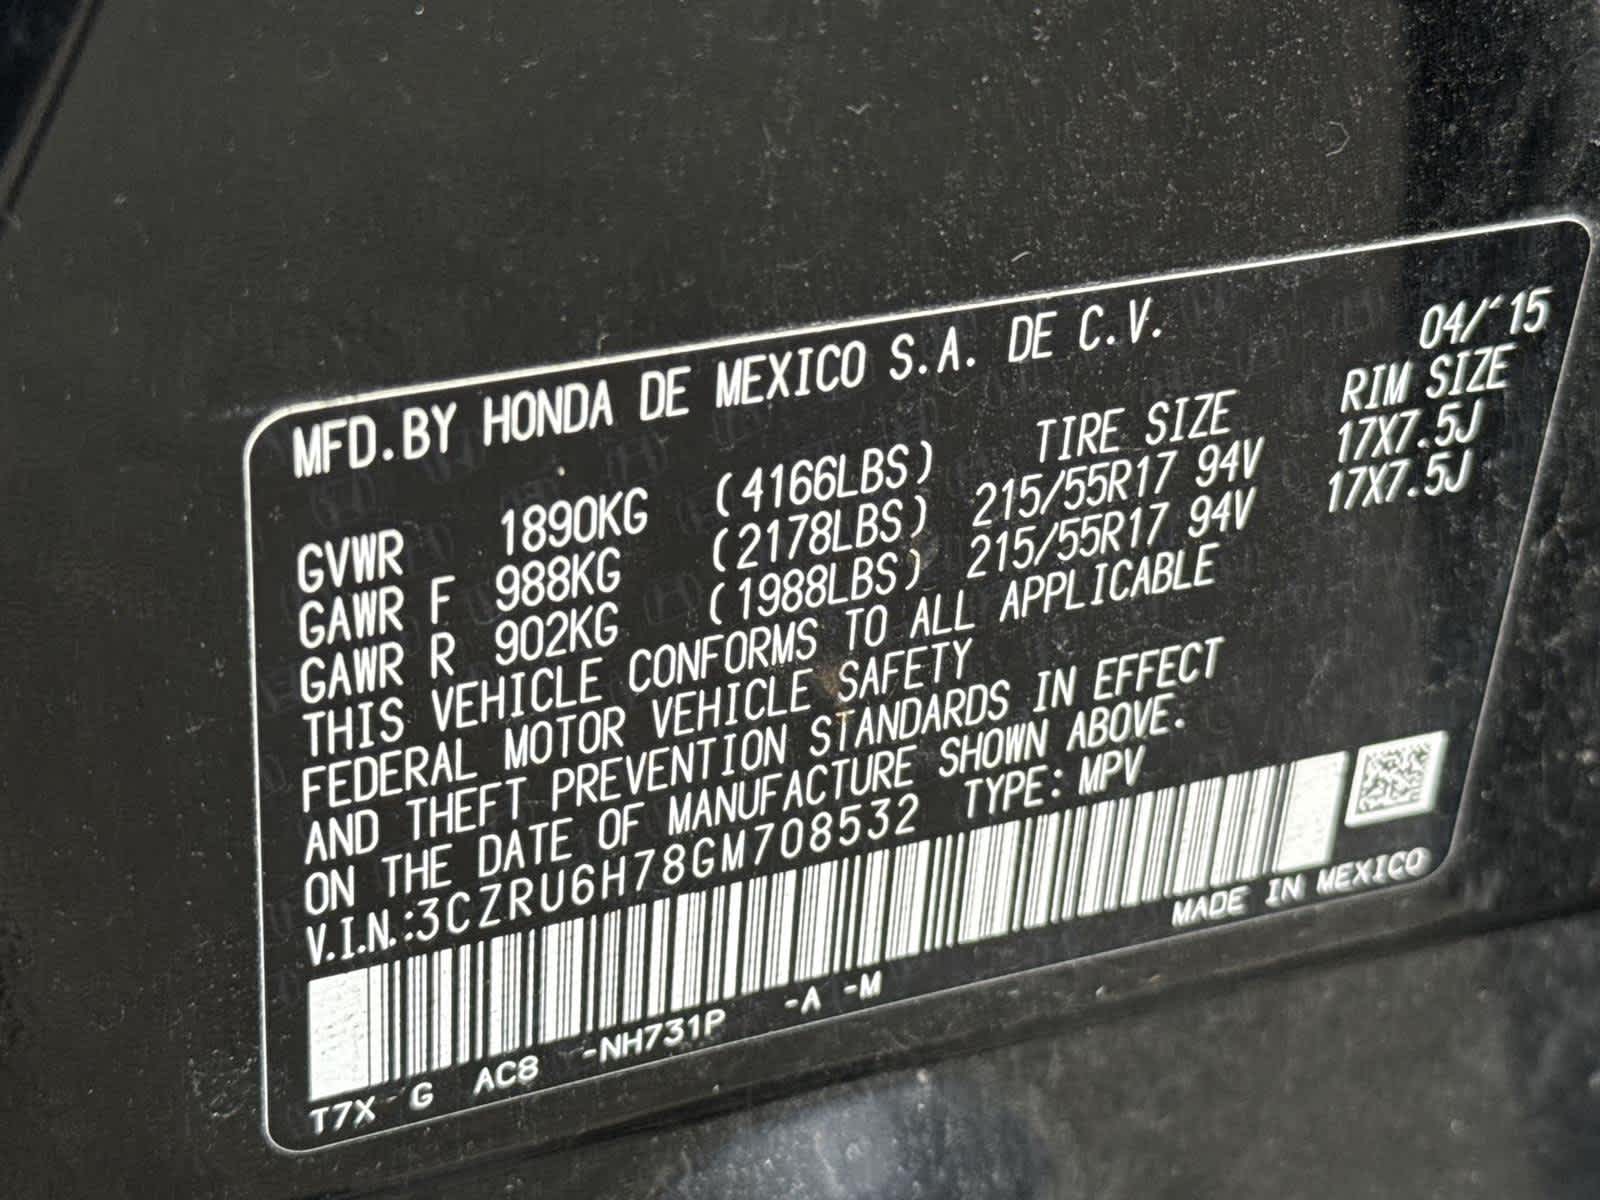 MFD.BY HONDA DE MEXICO S.A. DE C.V. 04/'15
TIRE SIZE RIM SIZE
GVWR 1890KG (4166LBS)
GAWR F 988KG (2178LBS) 215/55R17 94V 17X7.5J
GAWR R 902KG (1988LBS) 215/55R17 94V 17X7.5J
THIS VEHICLE CONFORMS TO ALL APPLICABLE
FEDERAL MOTOR VEHICLE SAFETY
AND THEFT PREVENTION STANDARDS IN EFFECT
ON THE DATE OF MANUFACTURE SHOWN ABOVE.
V.I.N.:3CZRU6H78GM708532 TYPE: MPV
MADE IN MEXICO
T7X G AC8 -NH731P -A -M